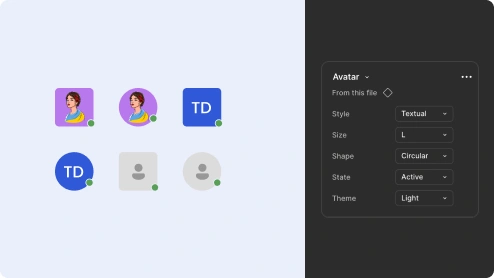 TD
TD
Avatar
From this file
Style Textual
Size L
Shape Circular
State Active
Theme Light